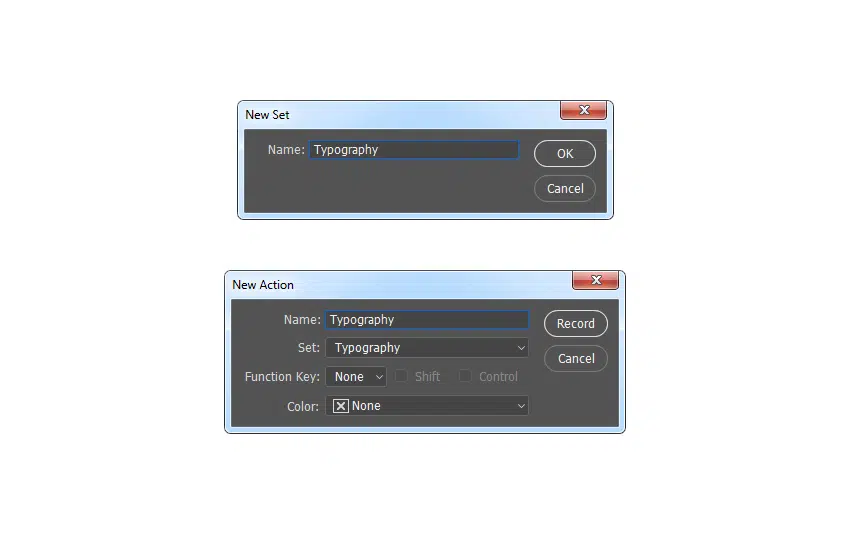 New Set
Name: Typography
OK
Cancel
New Action
Name: Typography
Record
Set: Typography
Cancel
Function Key: None Shift Control
Color: None